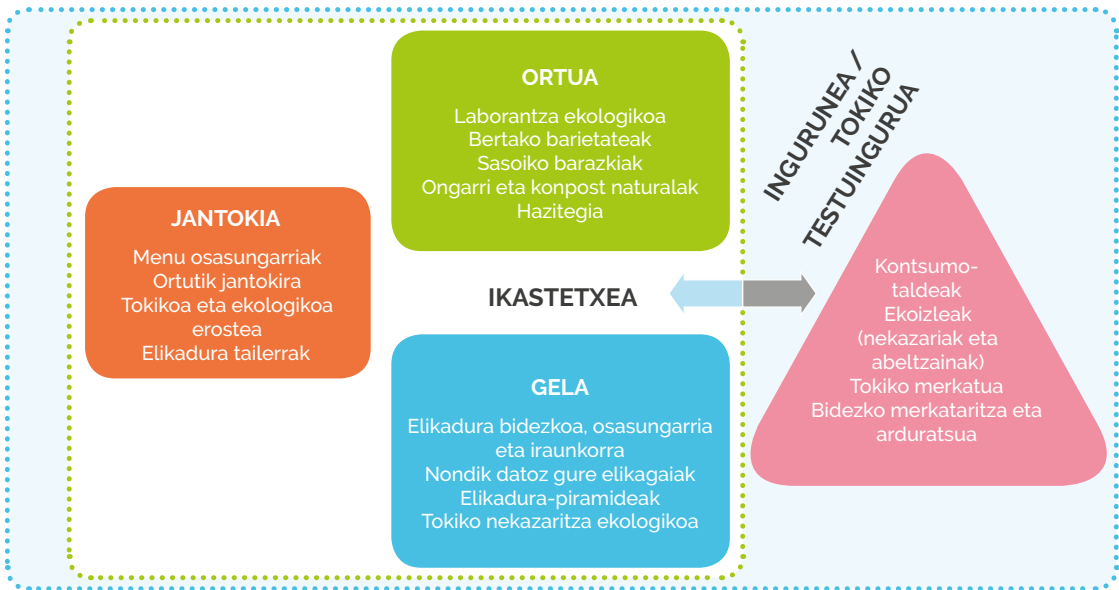 JANTOKIA
Menu osasungarriak
Ortutik jantokira
Tokikoa eta ekologikoa
erostea
Elikadura tailerrak
ORTUA
Laborantza ekologikoa
Bertako barietateak
Sasoiko barazkiak
Ongarri eta konpost naturalak
Hazitegia
IKASTETXEA
GELA
Elikadura bidezkoa, osasungarria
eta iraunkorra
Nondik datoz gure elikagaiak
Elikadura-piramideak
Tokiko nekazaritza ekologikoa
INGURUNEA /
TOKIKO
TESTUINGURUA
Kontsumo-
taldeak
Ekoizleak
(nekazariak eta
abeltzainak)
Tokiko merkatua
Bidezko merkataritza eta
arduratsua